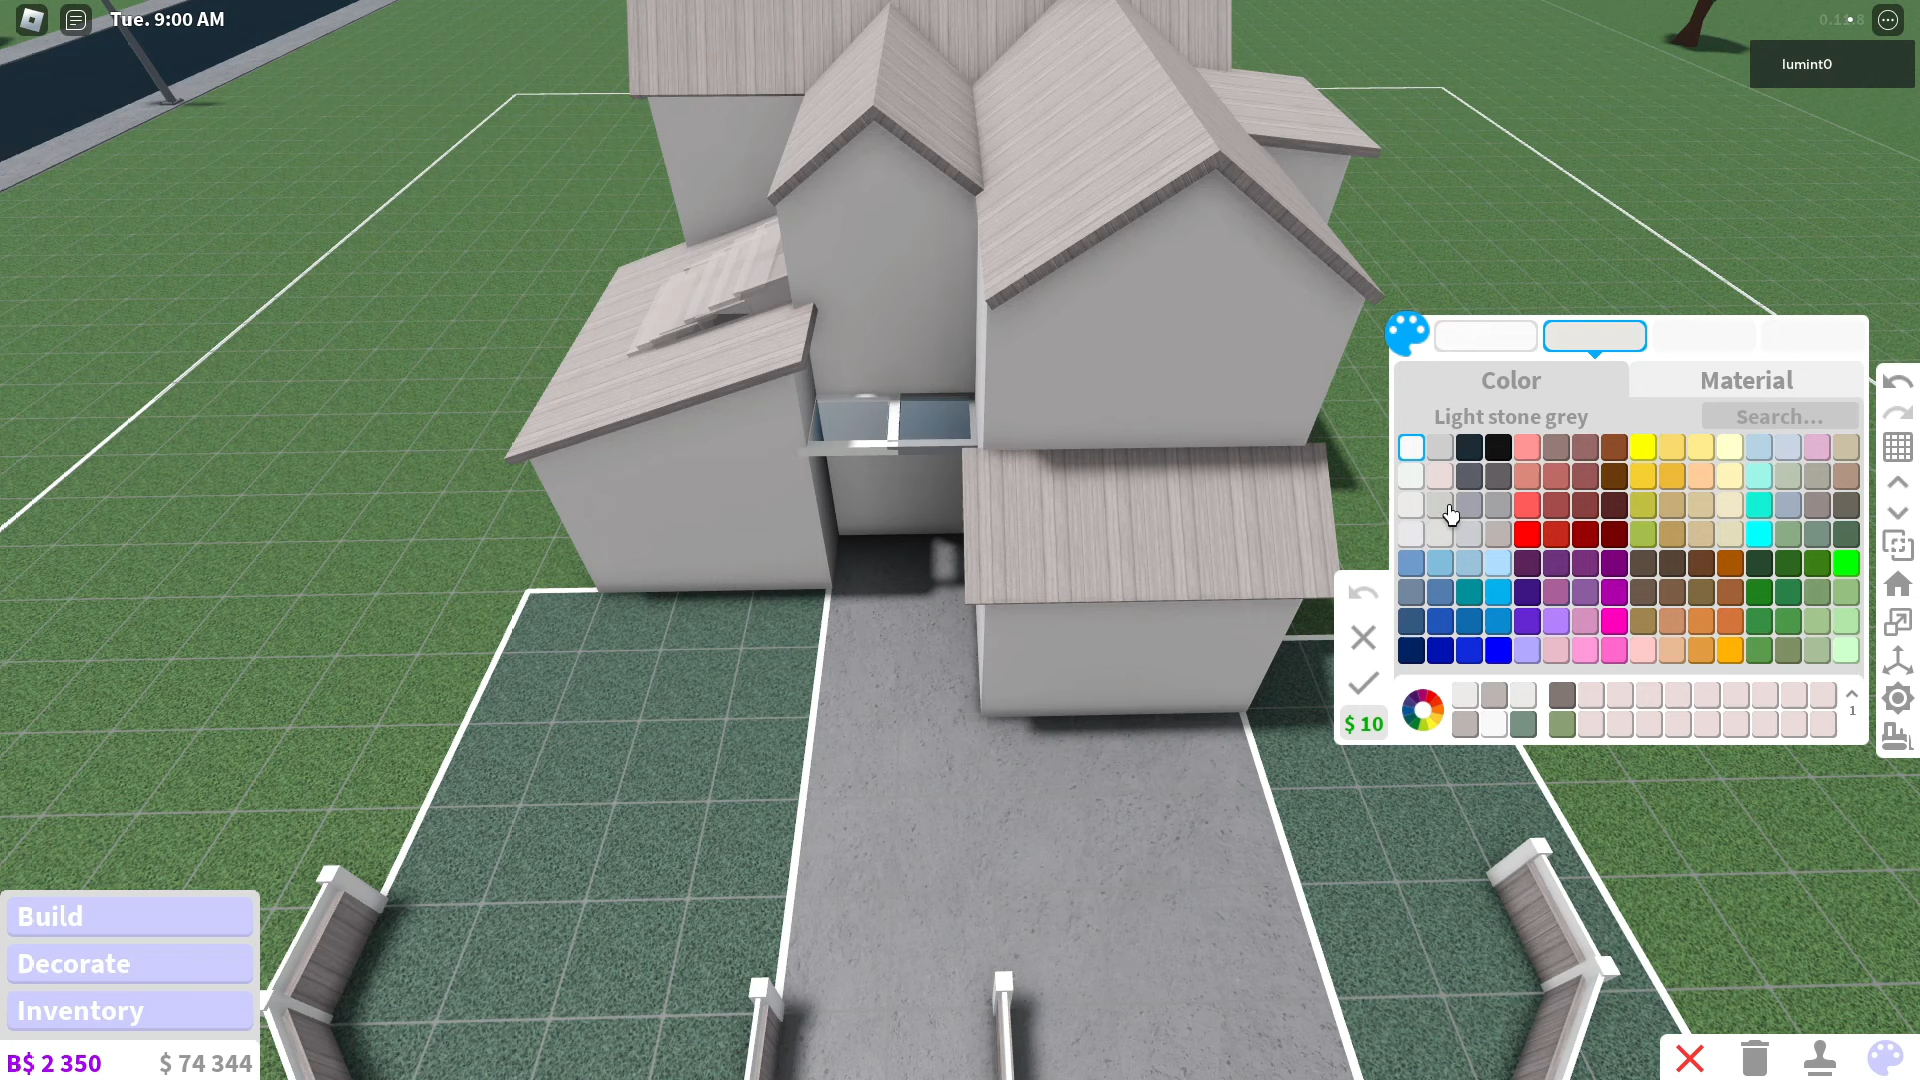 Tue. 9:00 AM
lumint0
Color
Material
Light stone grey
Search...
$ 10
1
Build
Decorate
Inventory
B$ 2 350
$ 74 344